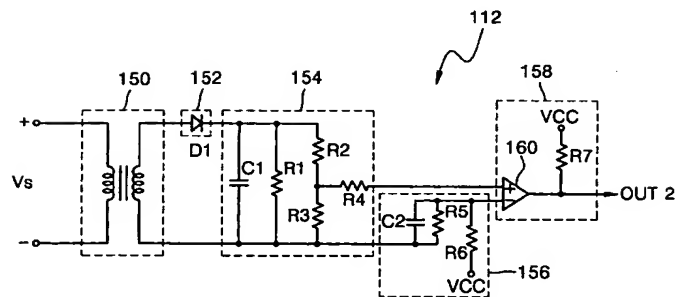 112
150
152
154
158
VCC
+
D1
160
R7
R2
C1
R1
+
Vs
R4
−
OUT 2
R3
C2
R5
R6
−
VCC
156